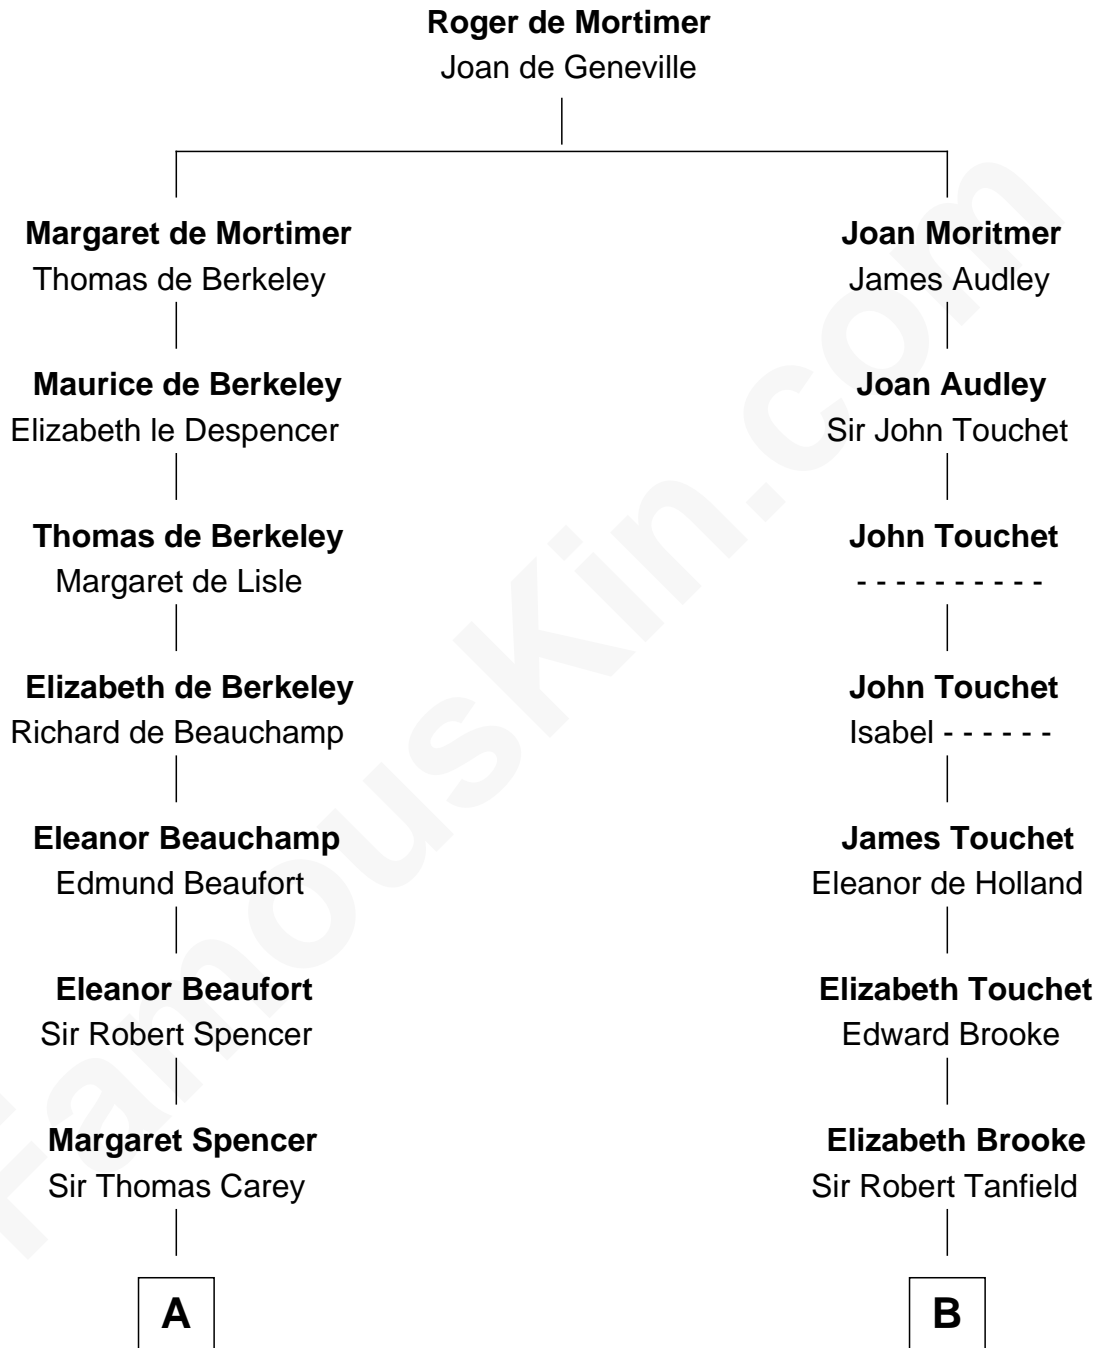 Roger de Mortimer
Joan de Geneville
Margaret de Mortimer
Thomas de Berkeley
Maurice de Berkeley
Elizabeth le Despencer
Thomas de Berkeley
Margaret de Lisle
Elizabeth de Berkeley
Richard de Beauchamp
Eleanor Beauchamp
Edmund Beaufort
Eleanor Beaufort
Sir Robert Spencer
Margaret Spencer
Sir Thomas Carey
A
Joan Moritmer
James Audley
Joan Audley
Sir John Touchet
John Touchet
- - - - - - - - - -
John Touchet
Isabel - - - - - -
James Touchet
Eleanor de Holland
Elizabeth Touchet
Edward Brooke
Elizabeth Brooke
Sir Robert Tanfield
B
FamousKin.com